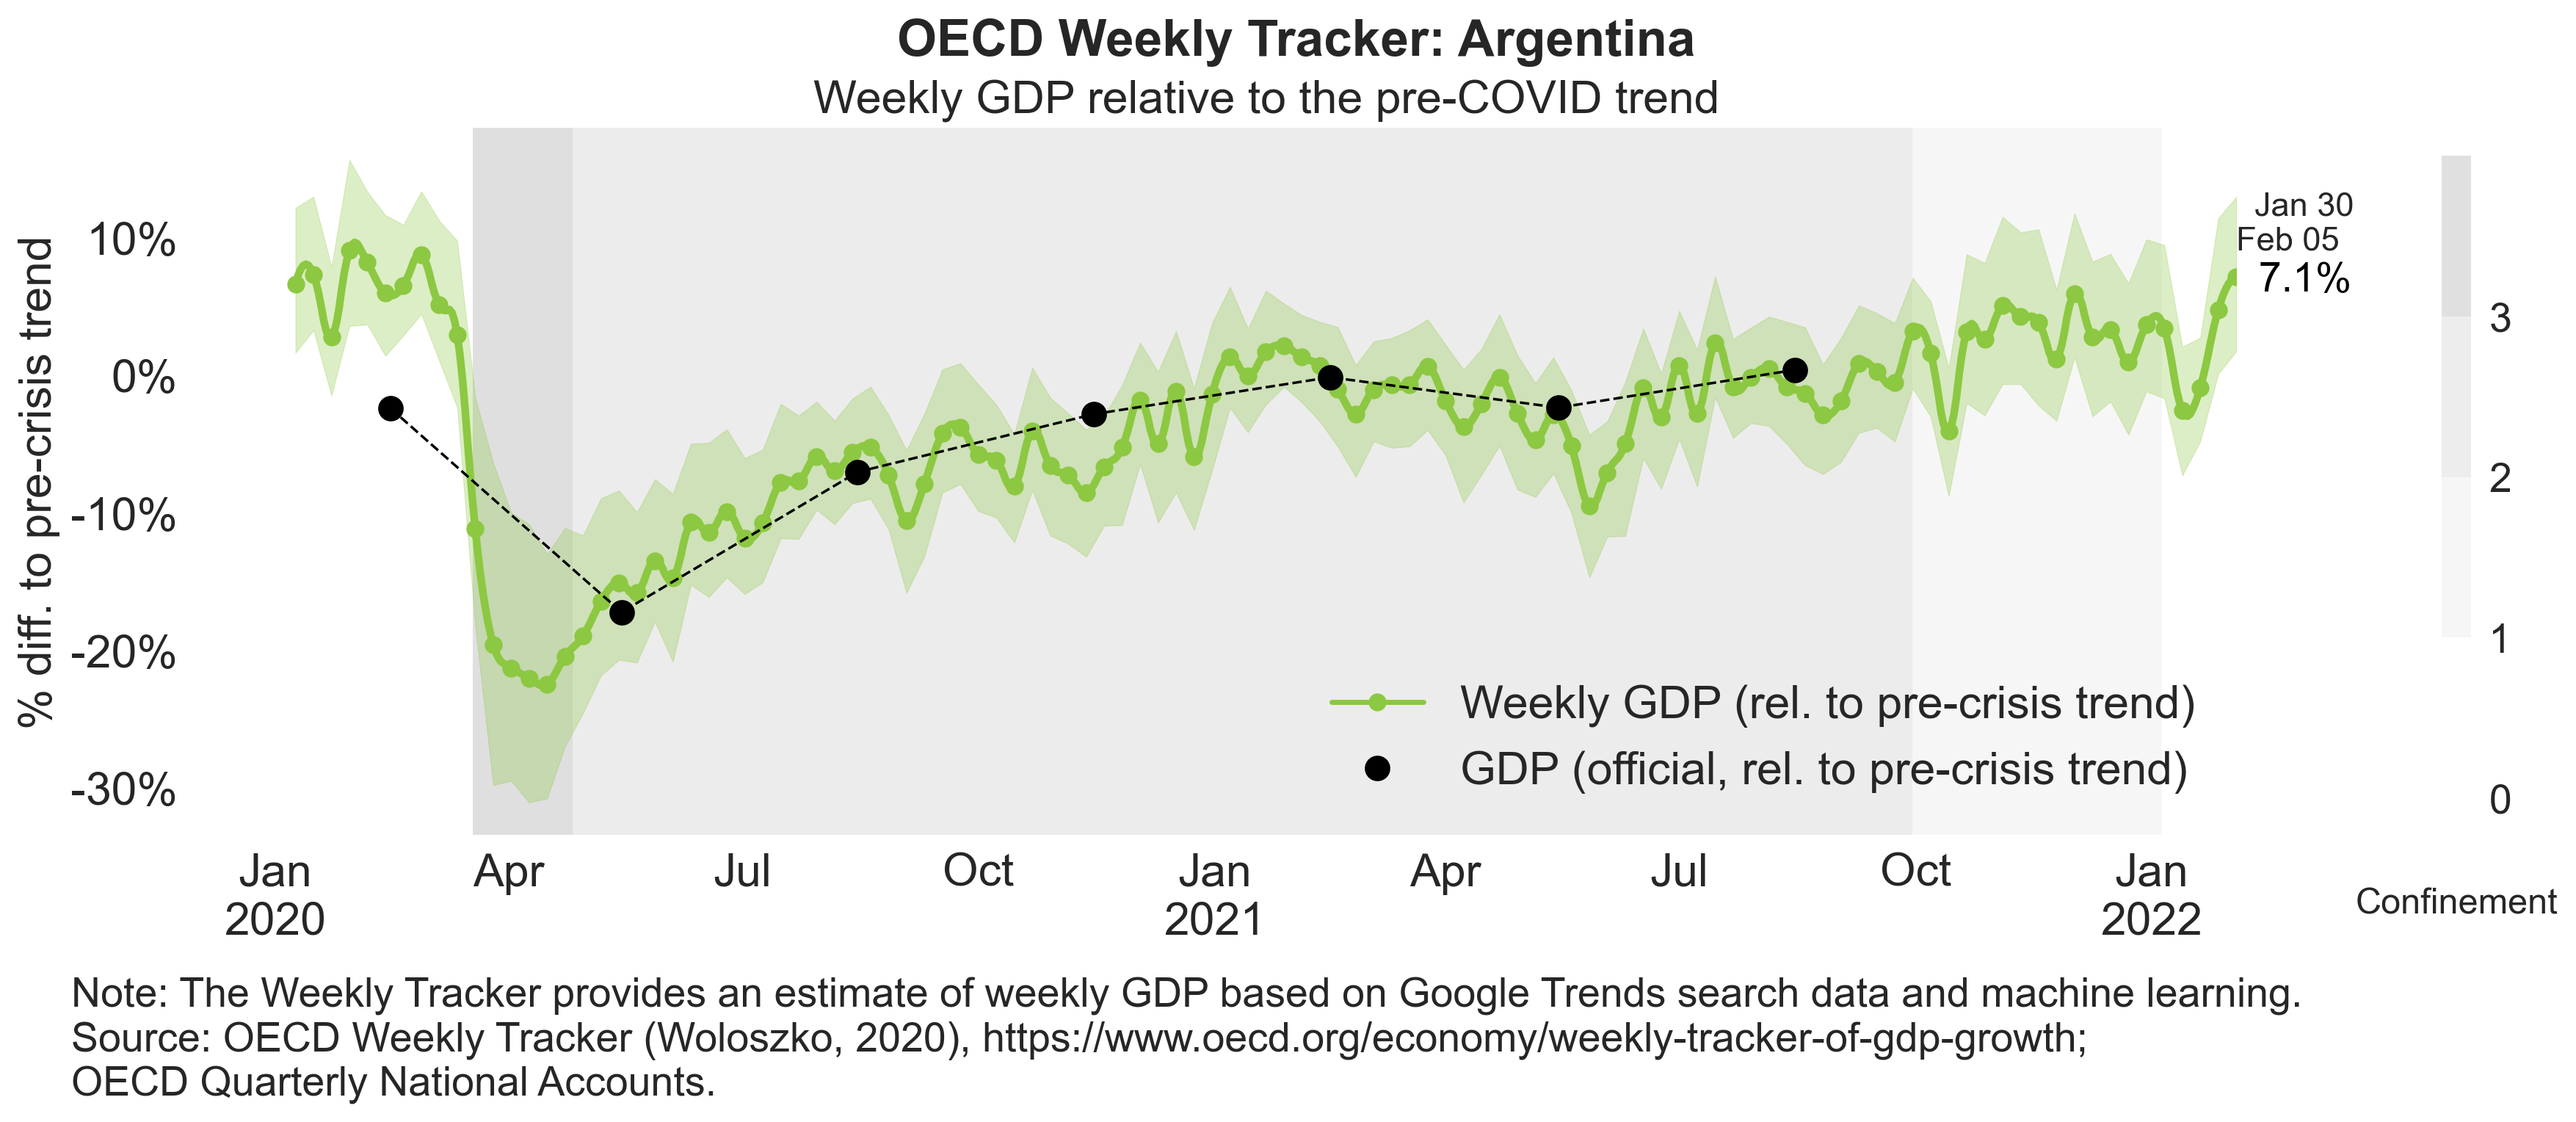 OECD Weekly Tracker: Argentina
Weekly GDP relative to the pre-COVID trend
% diff. to pre-crisis trend
10%
0%
-10%
-20%
-30%
Jan 30
Feb 05
7.1%
3
2
1
0
Weekly GDP (rel. to pre-crisis trend)
GDP (official, rel. to pre-crisis trend)
Jan Apr Jul Oct Jan Apr Jul Oct Jan
2020 2021 2022
Confinement
Note: The Weekly Tracker provides an estimate of weekly GDP based on Google Trends search data and machine learning.
Source: OECD Weekly Tracker (Woloszko, 2020), https://www.oecd.org/economy/weekly-tracker-of-gdp-growth;
OECD Quarterly National Accounts.